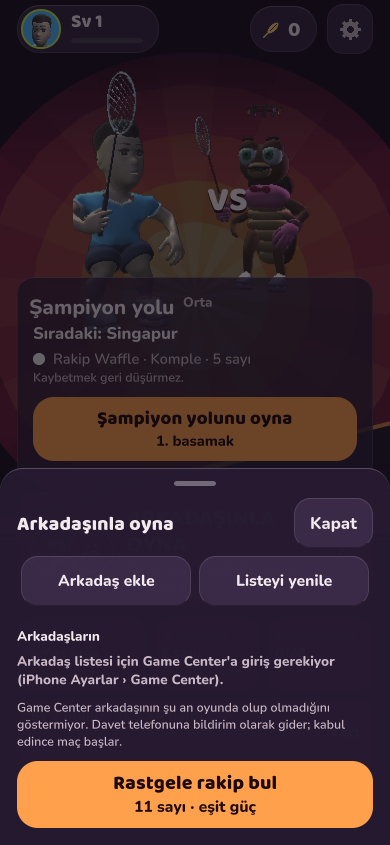 Sv 1
0
VS
Şampiyon yolu Orta
Sıradaki: Singapur
Rakip Waffle · Komple · 5 sayı
Kaybetmek geri düşürmez.
Şampiyon yolunu oyna
1. basamak
Arkadaşınla oyna
Kapat
Arkadaş ekle
Listeyi yenile
Arkadaşların
Arkadaş listesi için Game Center'a giriş gerekiyor
(iPhone Ayarlar › Game Center).
Game Center arkadaşının şu an oyunda olup olmadığını
göstermiyor. Davet telefonuna bildirim olarak gider; kabul
edince maç başlar.
Rastgele rakip bul
11 sayı · eşit güç